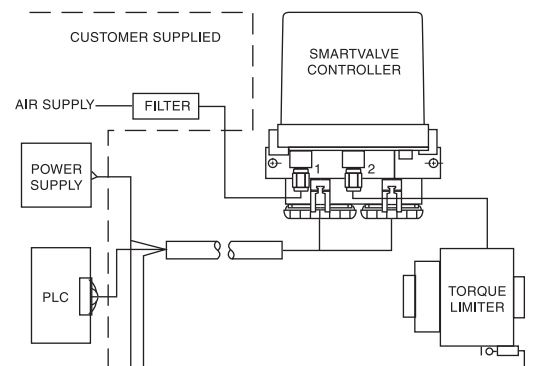 CUSTOMER SUPPLIED
SMARTVALVE
CONTROLLER
AIR SUPPLY
FILTER
1
2
POWER
SUPPLY
PLC
TORQUE
LIMITER